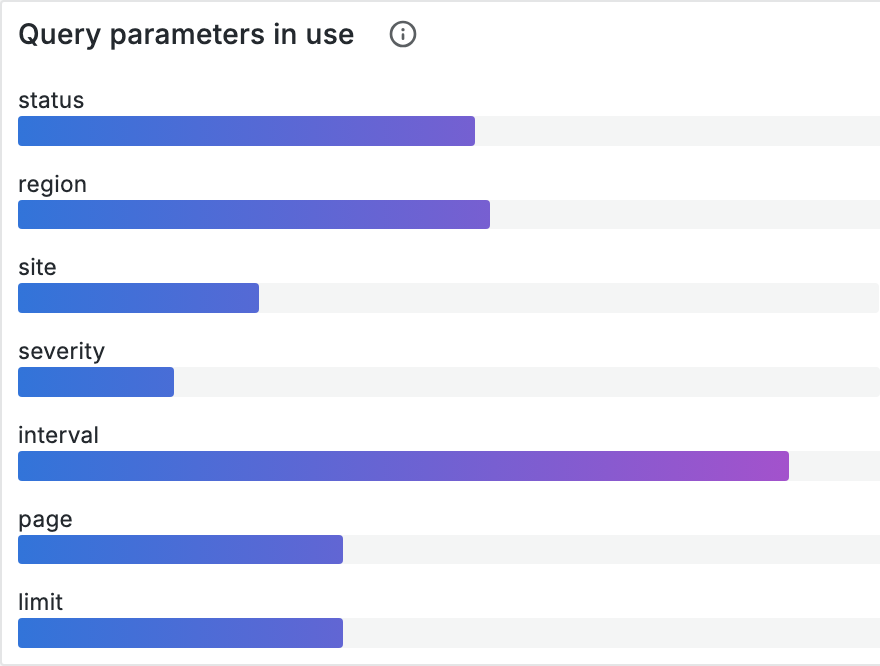 Query parameters in use
status
region
site
severity
interval
page
limit